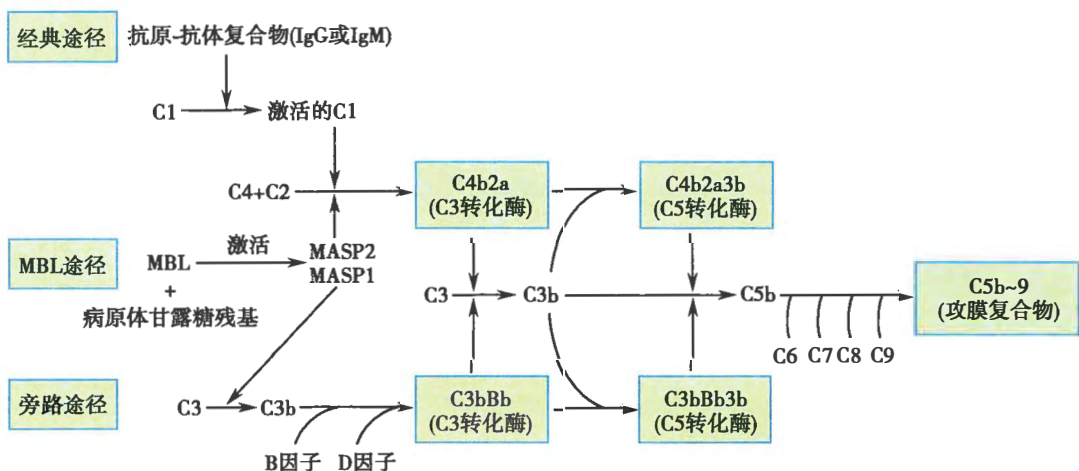 经典途径
抗原-抗体复合物(IgG或IgM)
C1
激活的C1
C4+C2
C4b2a
(C3转化酶)
C4b2a3b
(C5转化酶)
MBL途径
MBL
+
病原体甘露糖残基
激活
MASP2
MASP1
C3
C3b
C5b
C6
C7
C8
C9
C5b~9
(攻膜复合物)
旁路途径
C3
C3b
B因子
D因子
C3bBb
(C3转化酶)
C3bBb3b
(C5转化酶)